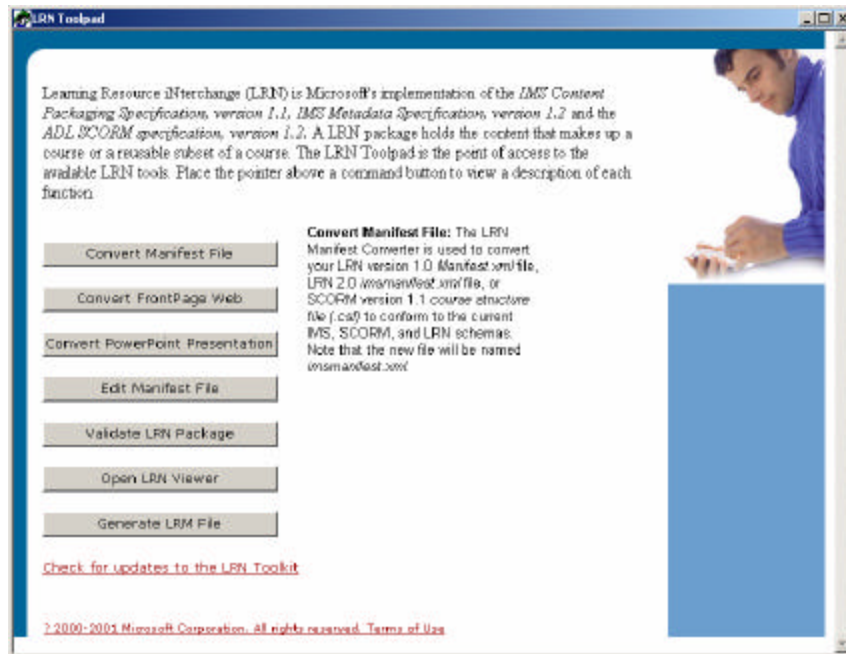 LRN Toolpad
Learning Resource iNterchange (LRN) is Microsoft's implementation of the IMS Content
Packaging Specification, version 1.1, IMS Metadata Specification, version 1.2 and the
ADL SCORM specification, version 1.2. A LRN package holds the content that makes up a
course or a reusable subset of a course. The LRN Toolpad is the point of access to the
available LRN tools. Place the pointer above a command button to view a description of each
function.
Convert Manifest File
Convert FrontPage Web
Convert PowerPoint Presentation
Edit Manifest File
Validate LRN Package
Open LRN Viewer
Generate LRM File
Convert Manifest File: The LRN
Manifest Converter is used to convert
your LRN version 1.0 Manifest.xml file,
LRN 2.0 imsmanifest.xml file, or
SCORM version 1.1 course structure
file (.csf) to conform to the current
IMS, SCORM, and LRN schemas.
Note that the new file will be named
imsmanifest.xml
Check for updates to the LRN Toolkit
? 2000-2001 Microsoft Corporation. All rights reserved. Terms of Use